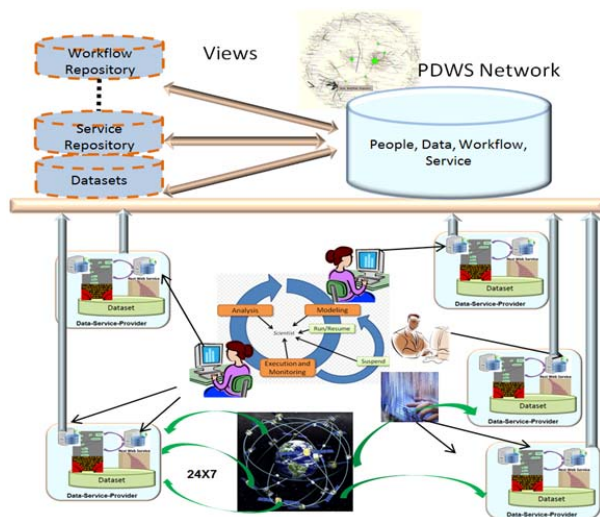 Views
Workflow
Repository
PDWS Network
Service
Repository
People, Data, Workflow,
Service
Datasets
Dataset
Data-Service-Provider
Dataset
Data-Service-Provider
Analysis
Modeling
Scientist
Run/Resume
Execution and
Monitoring
Suspend
Dataset
Data-Service-Provider
Dataset
Data-Service-Provider
24X7
Dataset
Data-Service-Provider